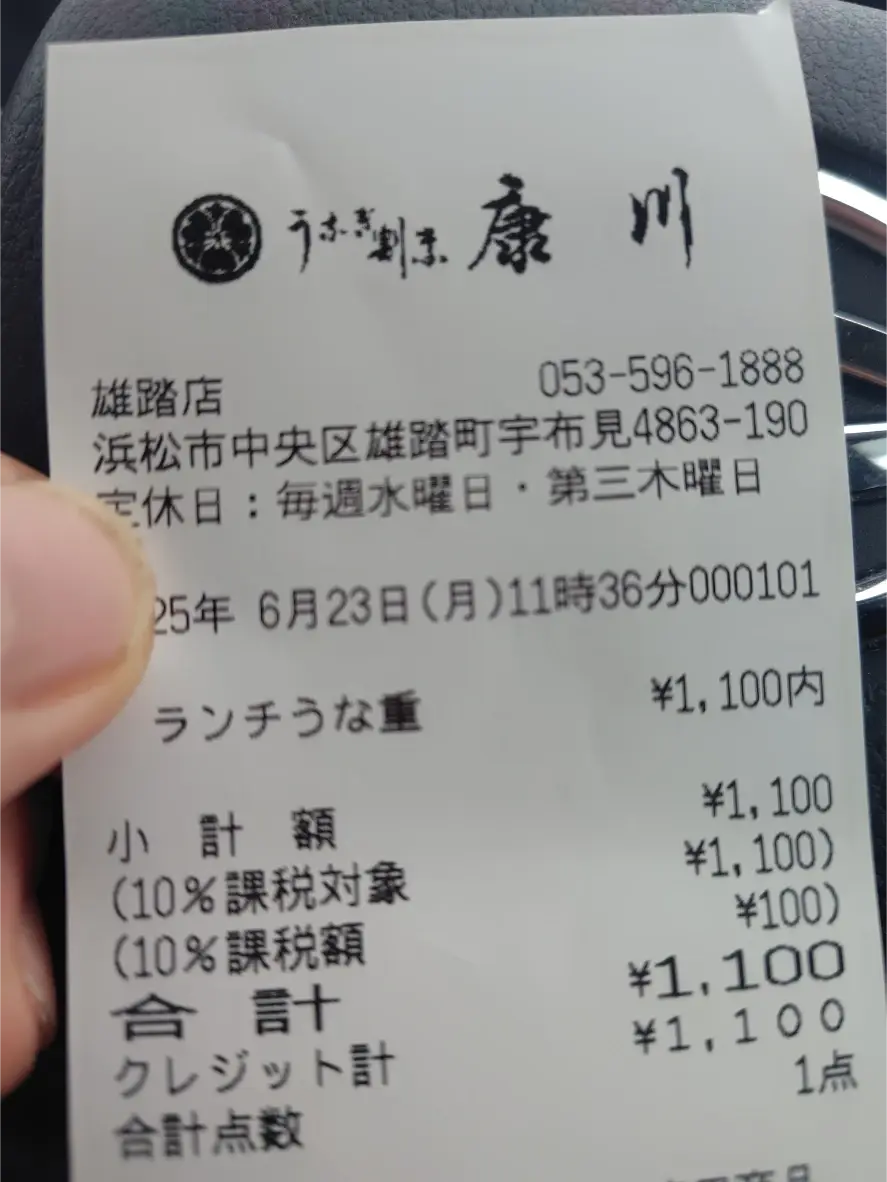 うなぎ割烹 康川
雄踏店 053-596-1888
浜松市中央区雄踏町宇布見4863-190
定休日：毎週水曜日・第三木曜日
25年 6月23日(月)11時36分000101
ランチうな重 ¥1,100内
小計額 ¥1,100
(10%課税対象 ¥1,100)
(10%課税額 ¥100)
合計 ¥1,100
クレジット計 ¥1,100
合計点数 1点